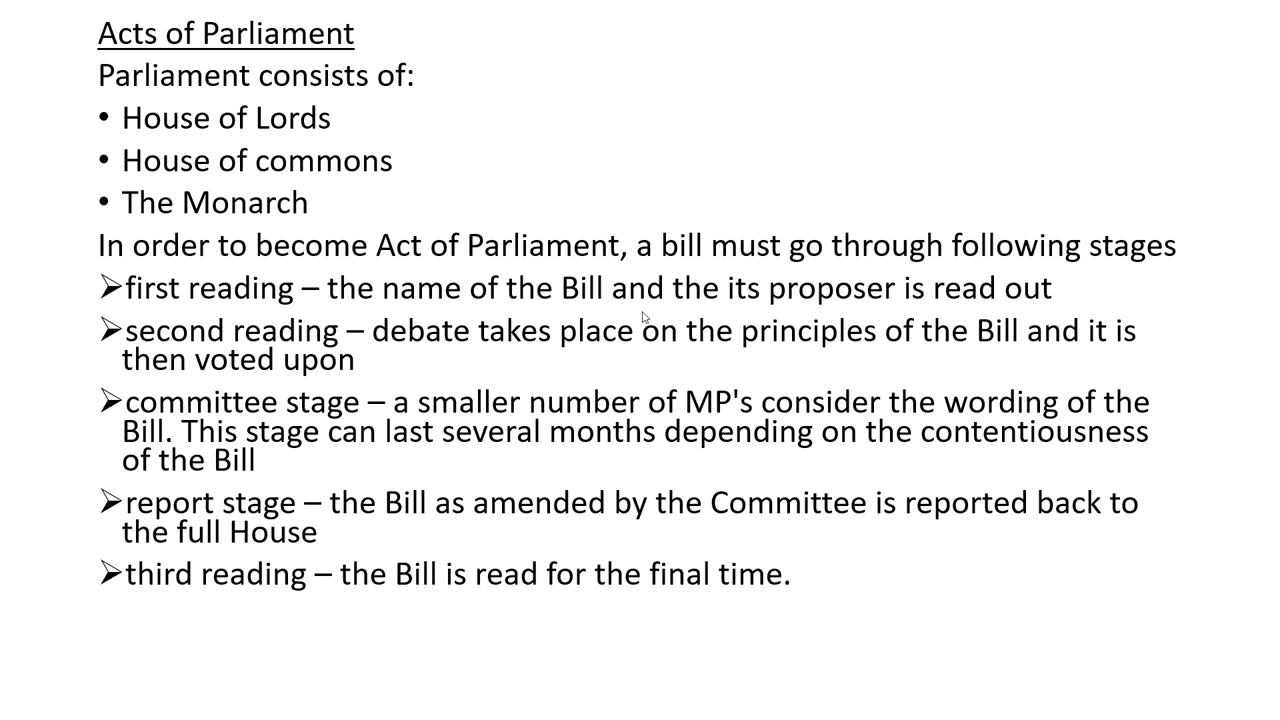 Acts of Parliament
Parliament consists of:
• House of Lords
• House of commons
• The Monarch
In order to become Act of Parliament, a bill must go through following stages
➢first reading – the name of the Bill and the its proposer is read out
➢second reading – debate takes place on the principles of the Bill and it is
then voted upon
➢committee stage – a smaller number of MP's consider the wording of the
Bill. This stage can last several months depending on the contentiousness
of the Bill
➢report stage – the Bill as amended by the Committee is reported back to
the full House
➢third reading – the Bill is read for the final time.